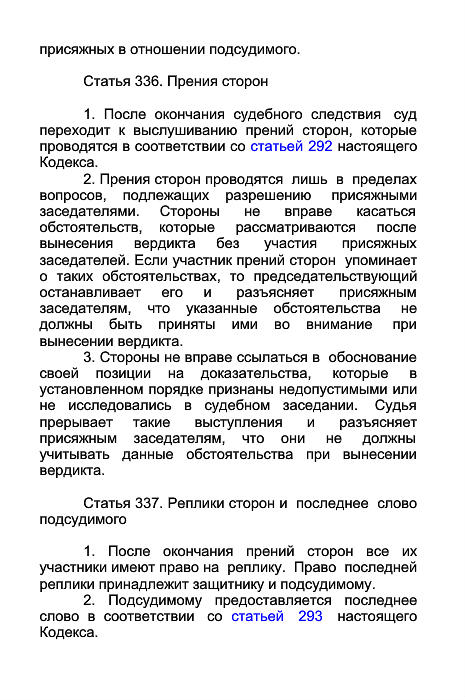 присяжных в отношении подсудимого.
Статья 336. Прения сторон
1. После окончания судебного следствия суд
переходит к выслушиванию прений сторон, которые
проводятся в соответствии со статьей 292 настоящего
Кодекса.
2. Прения сторон проводятся лишь в пределах
вопросов, подлежащих разрешению присяжными
заседателями. Стороны не вправе касаться
обстоятельств, которые рассматриваются после
вынесения вердикта без участия присяжных
заседателей. Если участник прений сторон упоминает
о таких обстоятельствах, то председательствующий
останавливает его и разъясняет присяжным
заседателям, что указанные обстоятельства не
должны быть приняты ими во внимание при
вынесении вердикта.
3. Стороны не вправе ссылаться в обоснование
своей позиции на доказательства, которые в
установленном порядке признаны недопустимыми или
не исследовались в судебном заседании. Судья
прерывает такие выступления и разъясняет
присяжным заседателям, что они не должны
учитывать данные обстоятельства при вынесении
вердикта.
Статья 337. Реплики сторон и последнее слово
подсудимого
1. После окончания прений сторон все их
участники имеют право на реплику. Право последней
реплики принадлежит защитнику и подсудимому.
2. Подсудимому предоставляется последнее
слово в соответствии со статьей 293 настоящего
Кодекса.